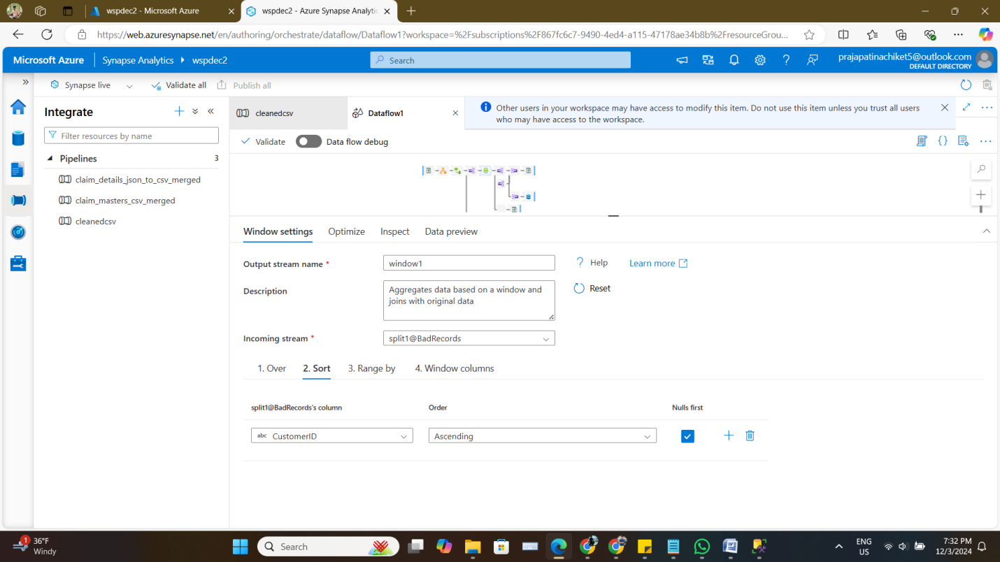 wspdec2 - Microsoft Azure
wspdec2 - Azure Synapse Analytic
https://web.azuresynapse.net/en/authoring/orchestrate/dataflow/Dataflow1?workspace=%2Fsubscriptions%2F867fc6c7-9490-4ed4-a115-47178ae34b8b%2FresourceGrou...
Microsoft Azure
Synapse Analytics
wspdec2
Search
prajapatinachiket5@outlook.com
DEFAULT DIRECTORY
Synapse live
Validate all
Publish all
Integrate
Filter resources by name
Pipelines
3
claim_details_json_to_csv_merged
claim_masters_csv_merged
cleanedcsv
cleanedcsv
Dataflow1
Other users in your workspace may have access to modify this item. Do not use this item unless you trust all users
who may have access to the workspace.
Validate
Data flow debug
Window settings
Optimize
Inspect
Data preview
Output stream name *
window1
Help
Learn more
Description
Aggregates data based on a window and
joins with original data
Reset
Incoming stream *
split1@BadRecords
1. Over
2. Sort
3. Range by
4. Window columns
split1@BadRecords's column
Order
Nulls first
abc CustomerID
Ascending
1
36°F
Windy
Search
ENG
US
7:32 PM
12/3/2024